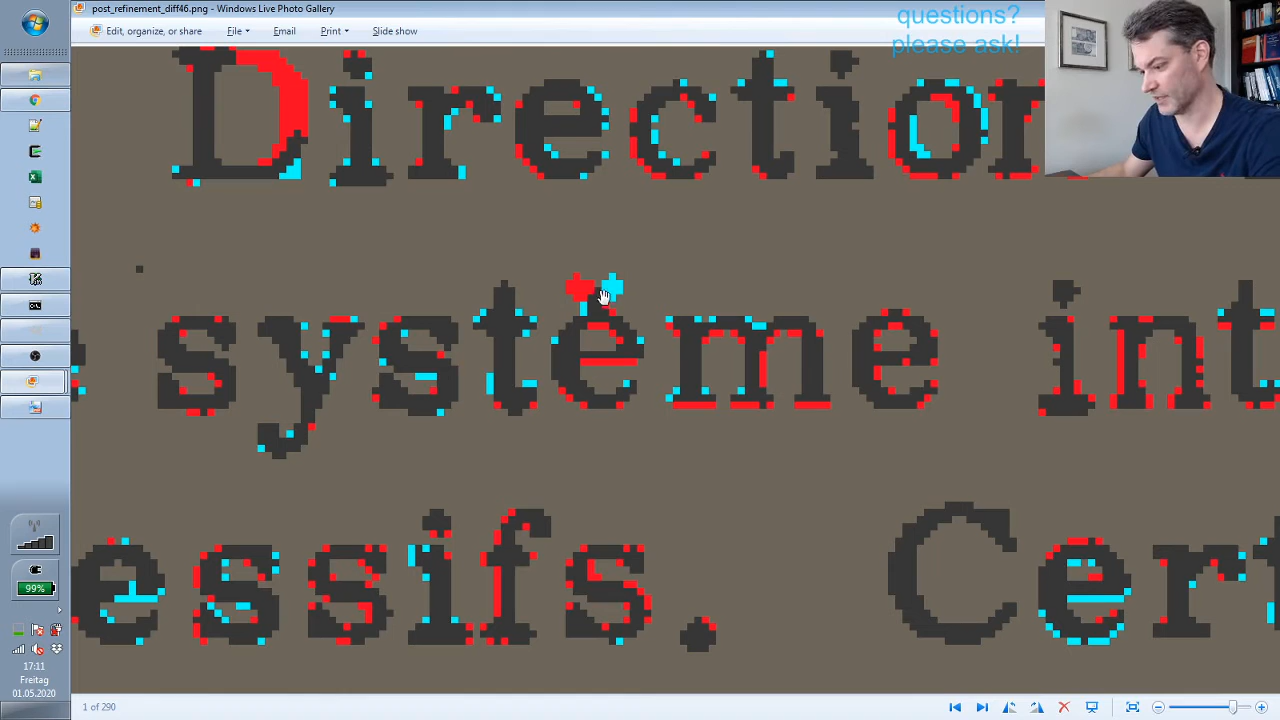 post_refinement_diff46.png - Windows Live Photo Gallery
Edit, organize, or share File Email Print Slide show
questions?
please ask!
Direction
système int
essifs. Cer
99%
17:11
Freitag
01.05.2020
1 of 290